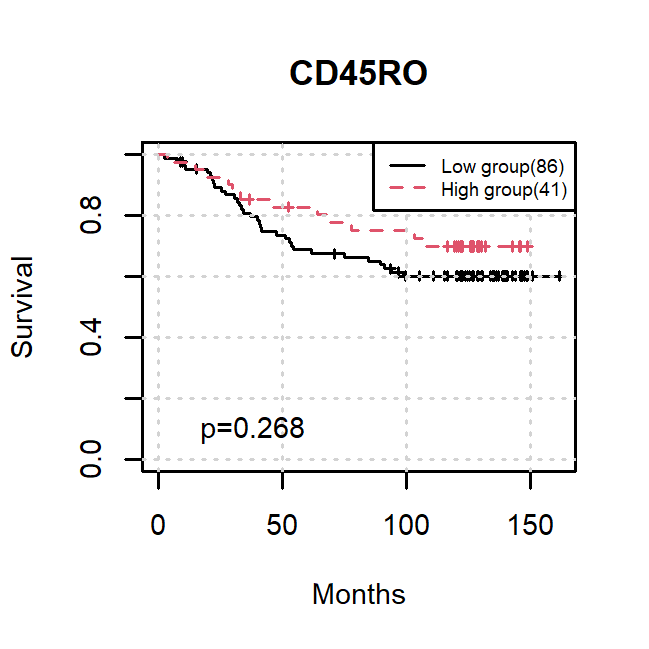 CD45RO
Low group(86)
High group(41)
Survival
0.8
0.4
0.0
p=0.268
0 50 100 150
Months